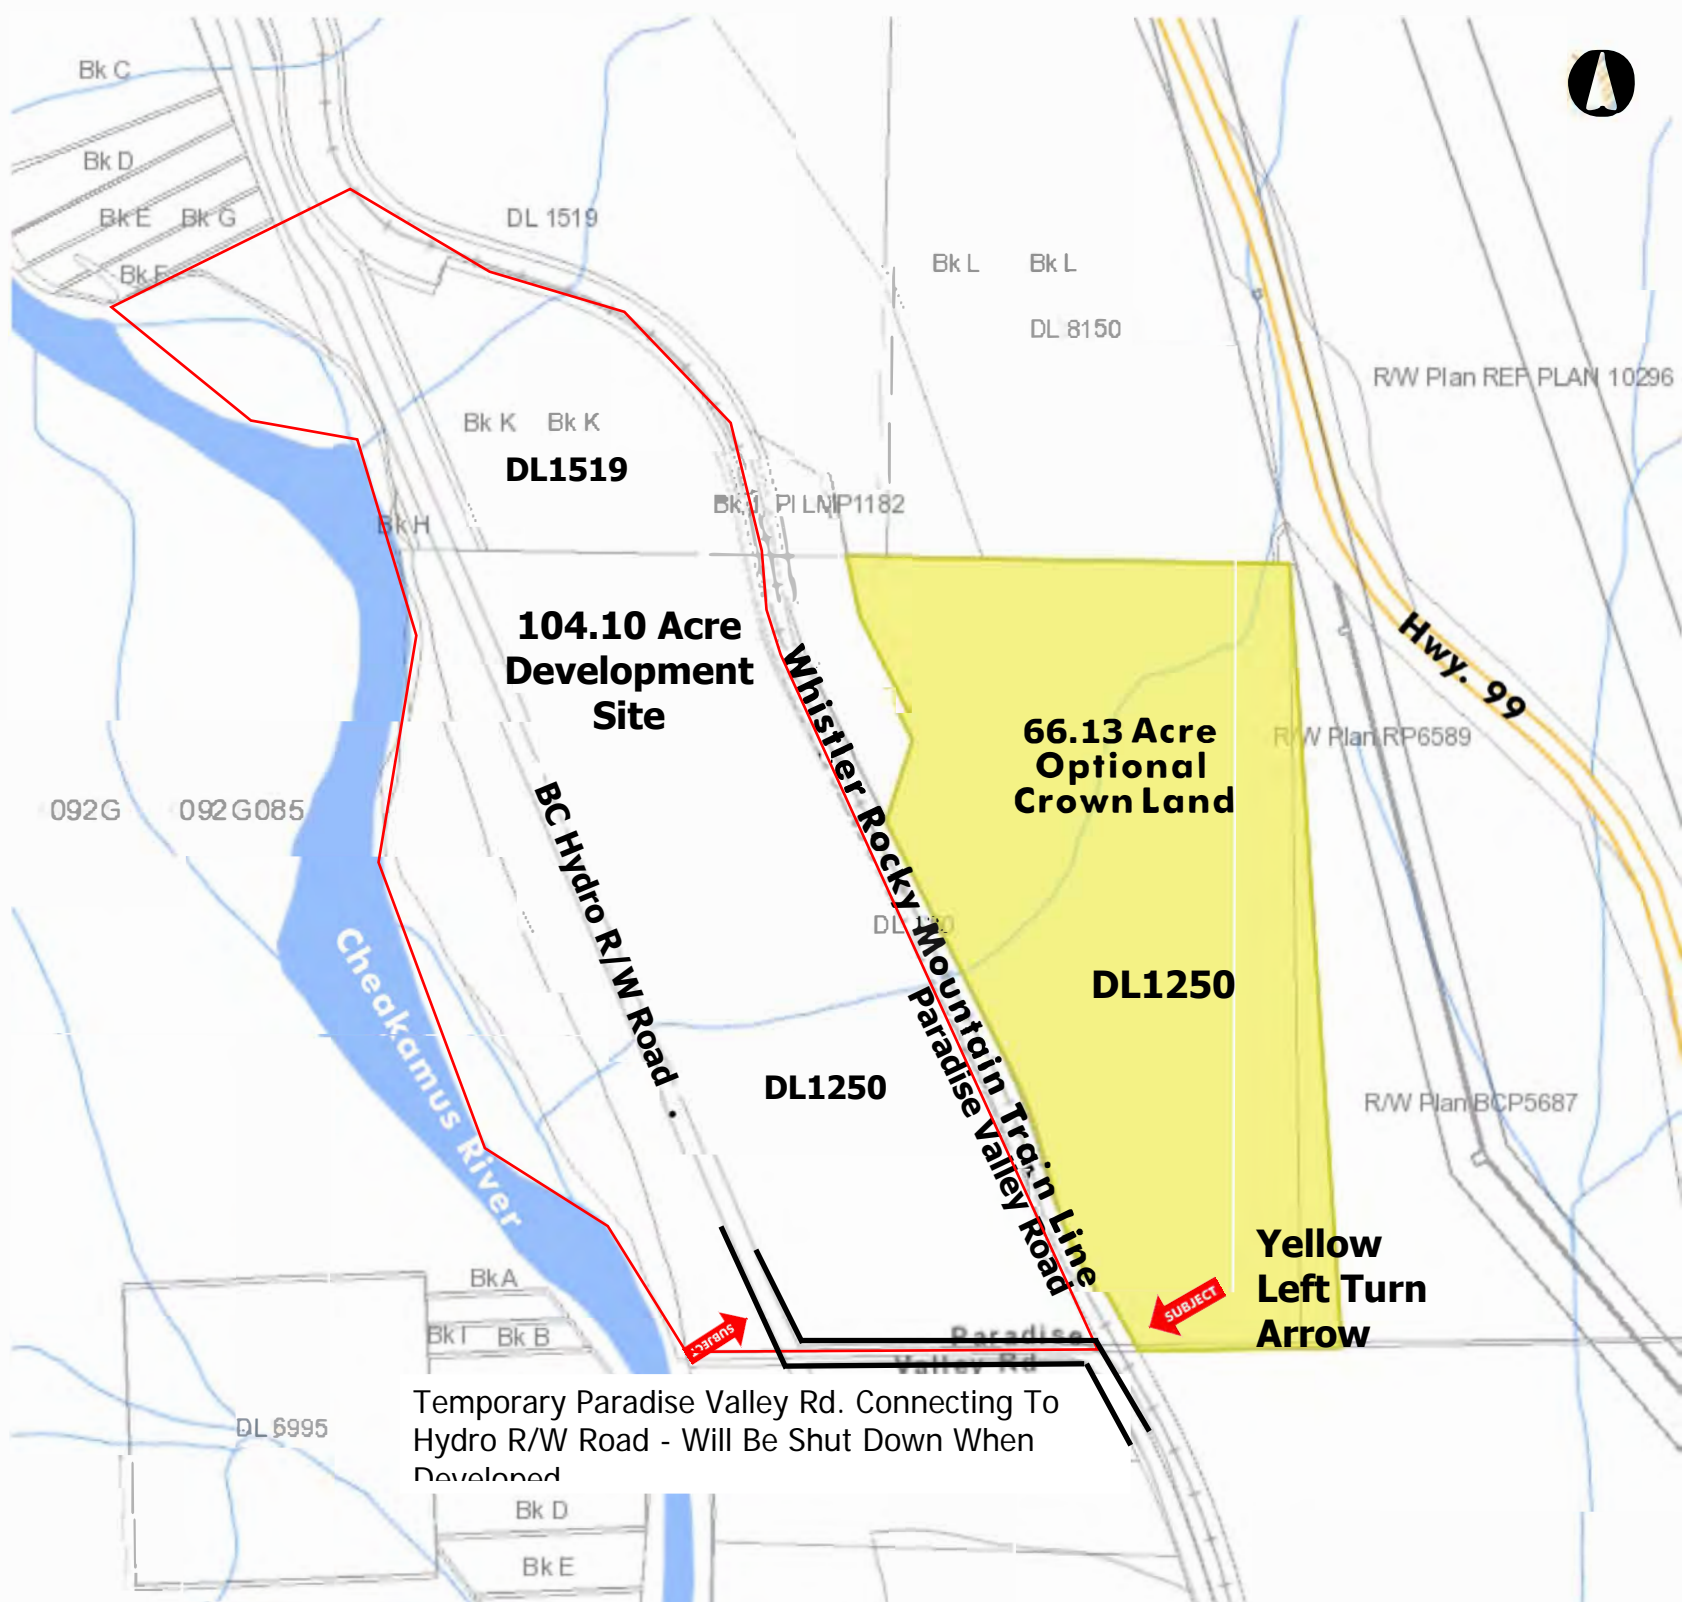 Bk C
Bk D
Bk E Bk G
Bk F
DL 1519
Bk L Bk L
DL 8150
R/W Plan REF PLAN 10296
Bk K Bk K
DL1519
PI LMP1182
Bk H
104.10 Acre
Development
Site
Whistler Rocky Mountain Train Line
Hwy. 99
66.13 Acre
Optional
Crown Land
R/W Plan RP6589
092G 092G085
BC Hydro R/W Road
Cheakamus River
DL
DL1250
Paradise Valley Road
DL1250
R/W Plan BCP5687
Yellow
Left Turn
Arrow
SUBJECT
SUBJECT
Bk A
Bk I Bk B
Paradise
Valley Rd
Temporary Paradise Valley Rd. Connecting To
Hydro R/W Road - Will Be Shut Down When
Developed
DL 6995
Bk D
Bk E